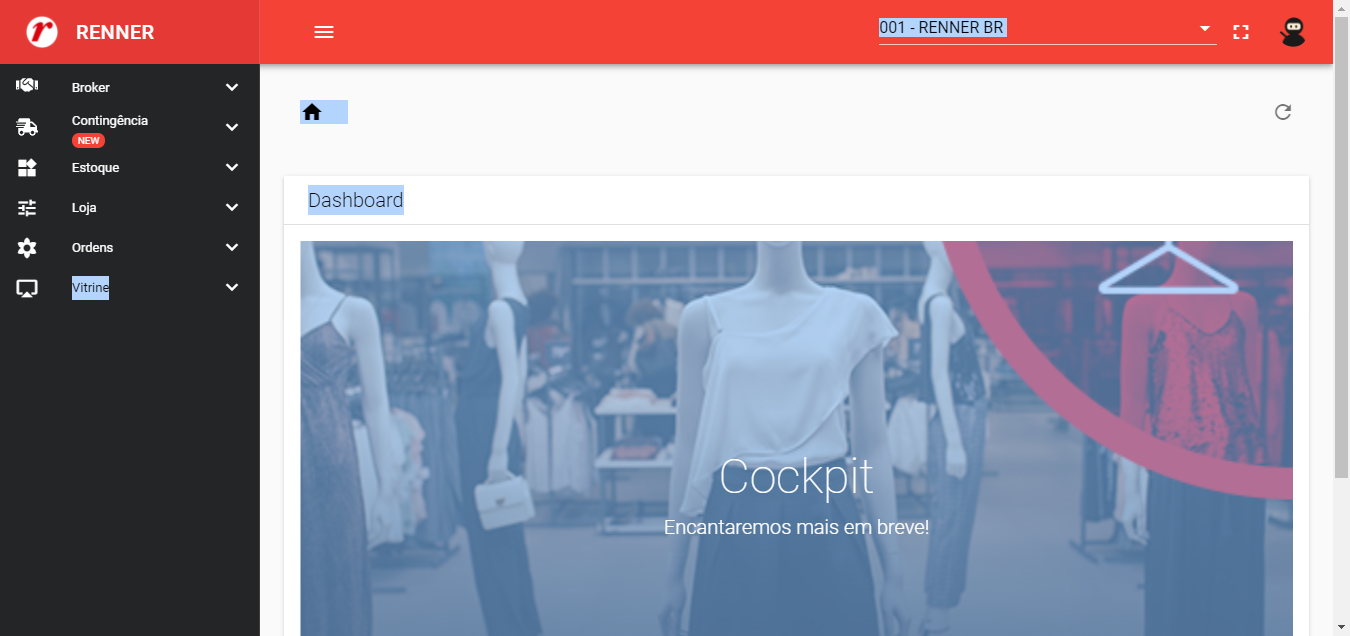 RENNER
001 - RENNER BR
Broker
Contingência
NEW
Estoque
Loja
Ordens
Vitrine
Dashboard
Cockpit
Encantaremos mais em breve!